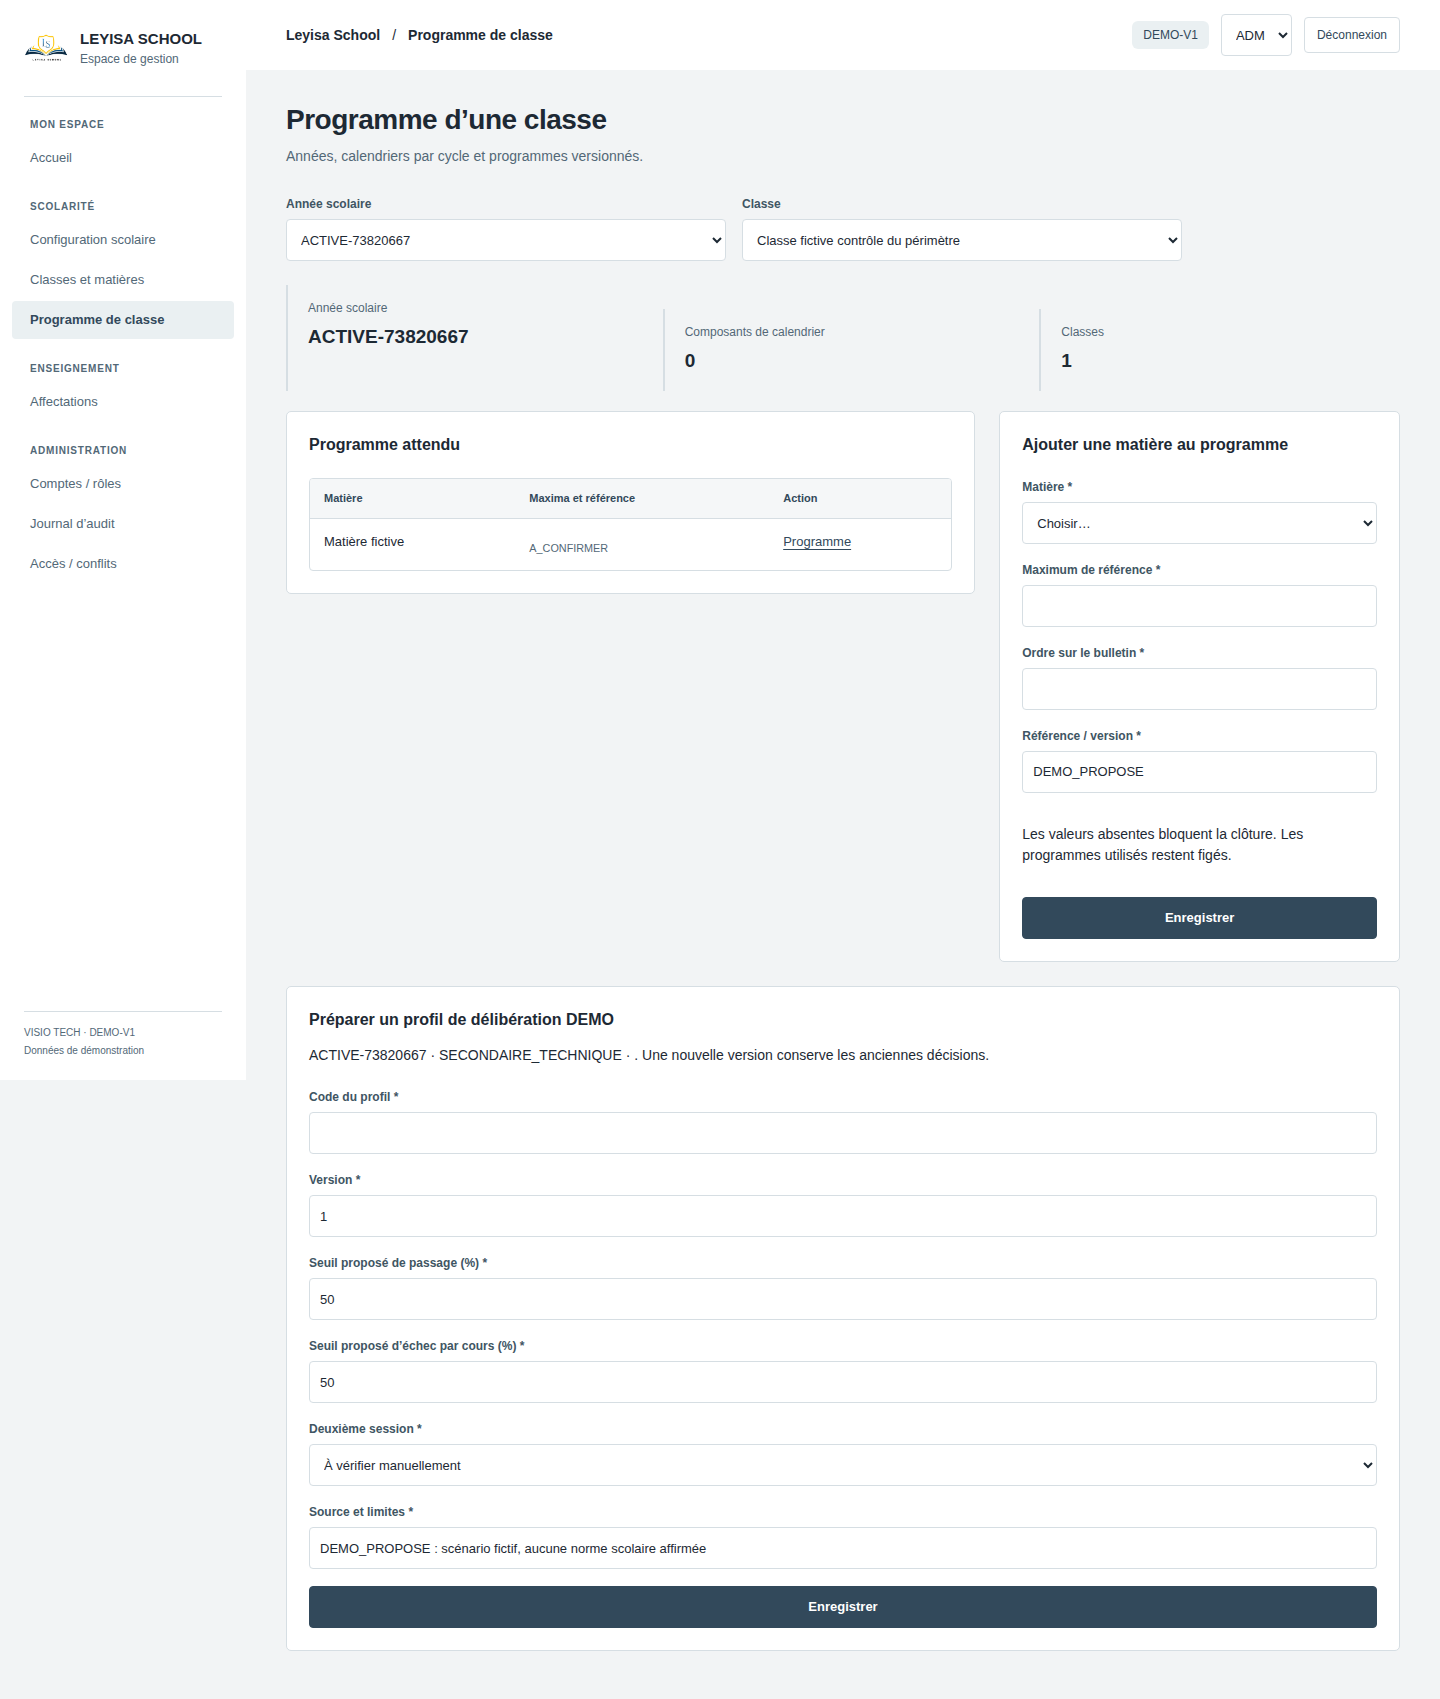 LEYISA SCHOOL
Espace de gestion
MON ESPACE
Accueil
SCOLARITÉ
Configuration scolaire
Classes et matières
Programme de classe
ENSEIGNEMENT
Affectations
ADMINISTRATION
Comptes / rôles
Journal d’audit
Accès / conflits
VISIO TECH · DEMO-V1
Données de démonstration
Leyisa School / Programme de classe
DEMO-V1
ADM
Déconnexion
Programme d’une classe
Années, calendriers par cycle et programmes versionnés.
Année scolaire
ACTIVE-73820667
Classe
Classe fictive contrôle du périmètre
Année scolaire
ACTIVE-73820667
Composants de calendrier
0
Classes
1
Programme attendu
Matière Maxima et référence Action
Matière fictive A_CONFIRMER Programme
Ajouter une matière au programme
Matière *
Choisir…
Maximum de référence *
Ordre sur le bulletin *
Référence / version *
DEMO_PROPOSE
Les valeurs absentes bloquent la clôture. Les
programmes utilisés restent figés.
Enregistrer
Préparer un profil de délibération DEMO
ACTIVE-73820667 · SECONDAIRE_TECHNIQUE · . Une nouvelle version conserve les anciennes décisions.
Code du profil *
Version *
1
Seuil proposé de passage (%) *
50
Seuil proposé d’échec par cours (%) *
50
Deuxième session *
À vérifier manuellement
Source et limites *
DEMO_PROPOSE : scénario fictif, aucune norme scolaire affirmée
Enregistrer